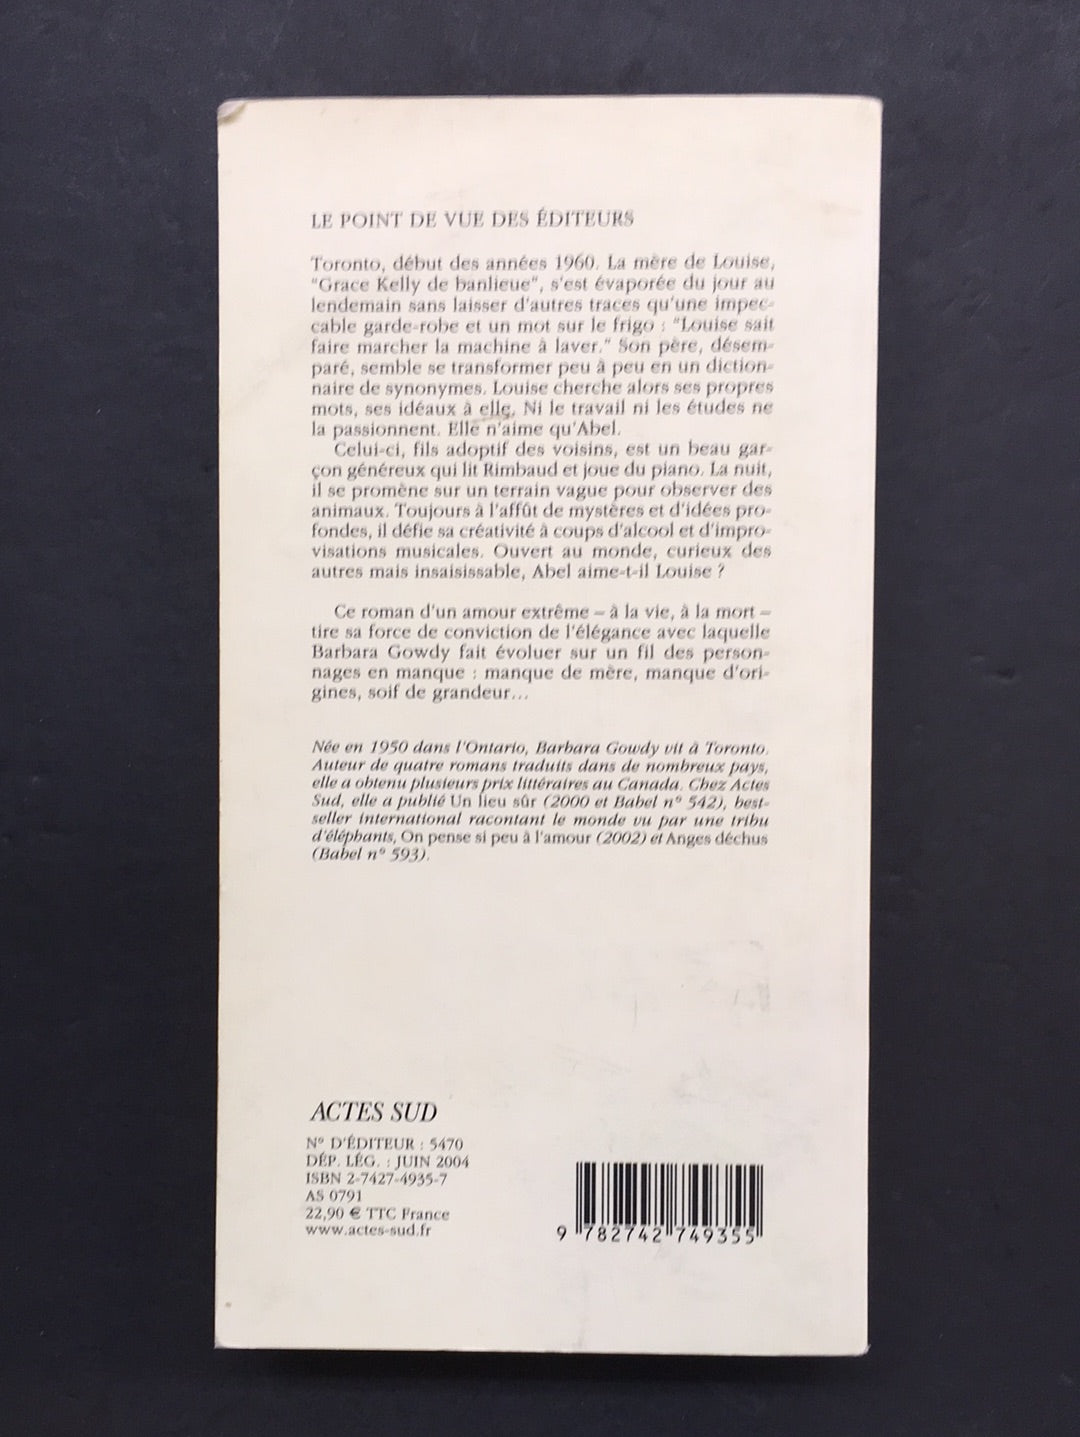 LE POINT DE VUE DES ÉDITEURS
Toronto, début des années 1960. La mère de Louise,
"Grace Kelly de banlieue", s'est évaporée du jour au
lendemain sans laisser d'autres traces qu'une impec-
cable garde-robe et un mot sur le frigo : "Louise sait
faire marcher la machine à laver." Son père, désem-
paré, semble se transformer peu à peu en un diction-
naire de synonymes. Louise cherche alors ses propres
mots, ses idéaux à elle. Ni le travail ni les études ne
la passionnent. Elle n'aime qu'Abel.
Celui-ci, fils adoptif des voisins, est un beau gar-
çon généreux qui lit Rimbaud et joue du piano. La nuit,
il se promène sur un terrain vague pour observer des
animaux. Toujours à l'affût de mystères et d'idées pro-
fondes, il défie sa créativité à coups d'alcool et d'impro-
visations musicales. Ouvert au monde, curieux des
autres mais insaisissable, Abel aime-t-il Louise ?
Ce roman d'un amour extrême – à la vie, à la mort –
tire sa force de conviction de l'élégance avec laquelle
Barbara Gowdy fait évoluer sur un fil des person-
nages en manque : manque de mère, manque d'ori-
gines, soif de grandeur...
Née en 1950 dans l'Ontario, Barbara Gowdy vit à Toronto.
Auteur de quatre romans traduits dans de nombreux pays,
elle a obtenu plusieurs prix littéraires au Canada. Chez Actes
Sud, elle a publié Un lieu sûr (2000 et Babel n° 542), best-
seller international racontant le monde vu par une tribu
d'éléphants, On pense si peu à l'amour (2002) et Anges déchus
(Babel n° 593).
ACTES SUD
N° D'ÉDITEUR : 5470
DÉP. LÉG. : JUIN 2004
ISBN 2-7427-4935-7
AS 0791
22,90 € TTC France
www.actes-sud.fr
9 782742 749355